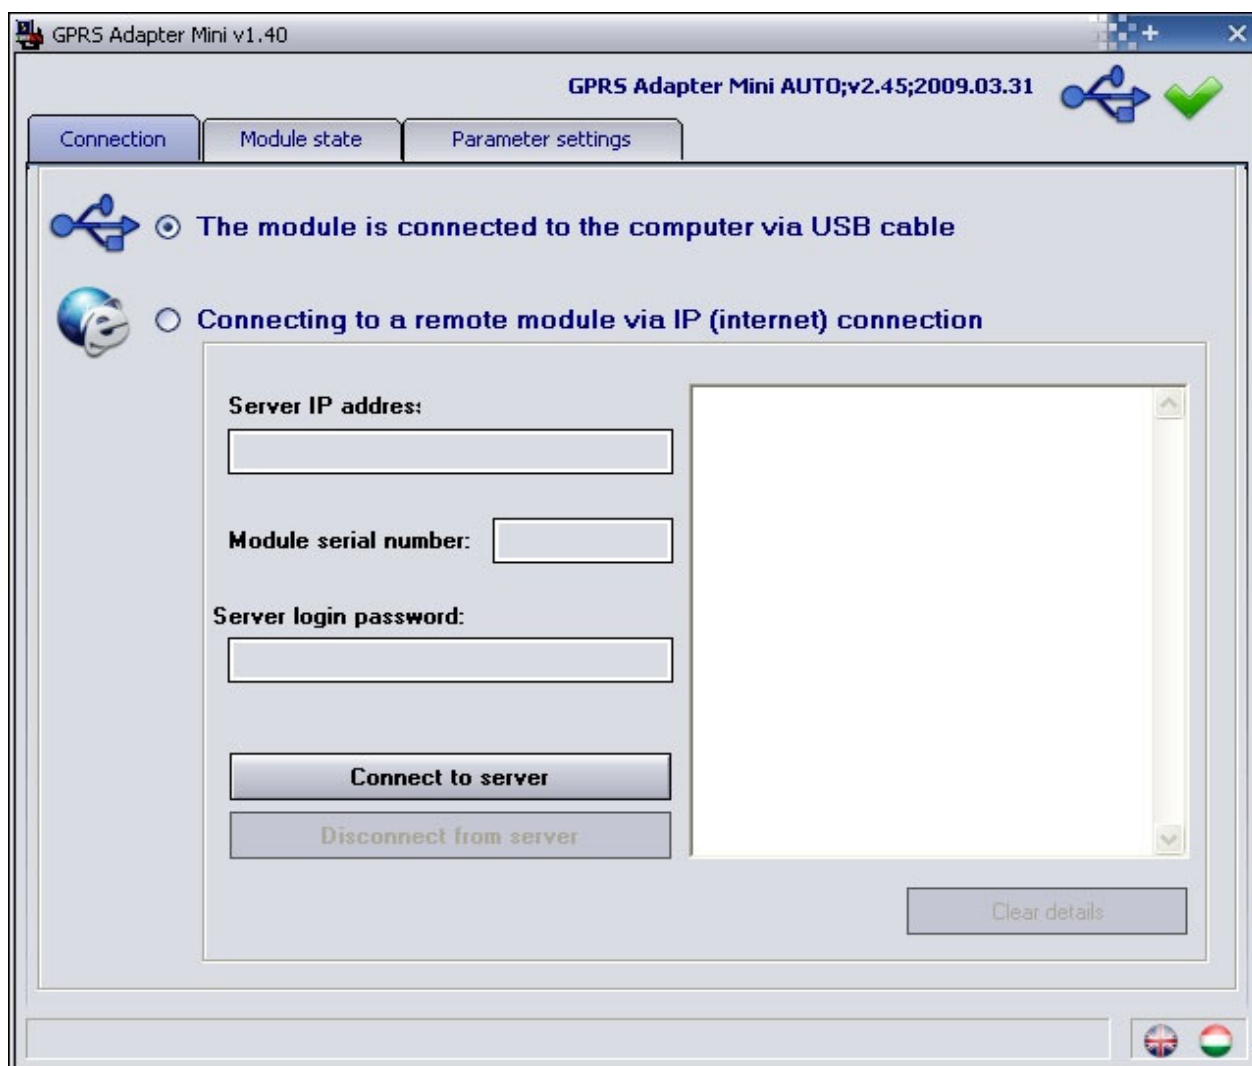 GPRS Adapter Mini v1.40
GPRS Adapter Mini AUTO;v2.45;2009.03.31
Connection
Module state
Parameter settings
The module is connected to the computer via USB cable
Connecting to a remote module via IP (internet) connection
Server IP addres:
Module serial number:
Server login password:
Connect to server
Disconnect from server
Clear details